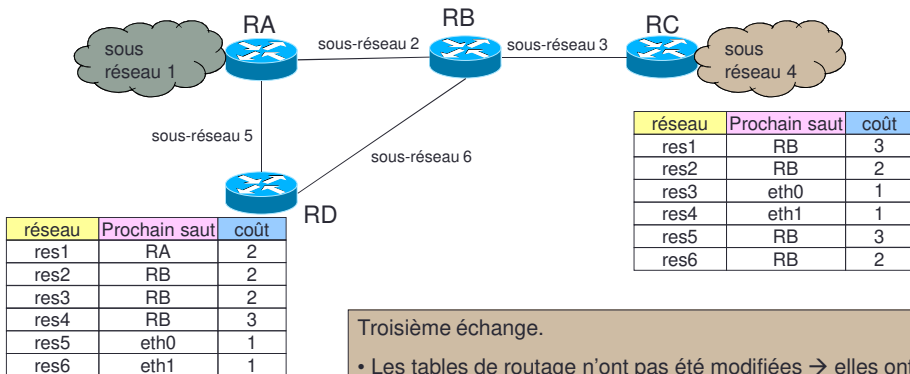 RA
RB
RC
sous
réseau 1
sous-réseau 2
sous-réseau 3
sous
réseau 4
sous-réseau 5
sous-réseau 6
RD
réseau Prochain saut coût
res1 RB 3
res2 RB 2
res3 eth0 1
res4 eth1 1
res5 RB 3
res6 RB 2
réseau Prochain saut coût
res1 RA 2
res2 RB 2
res3 RB 2
res4 RB 3
res5 eth0 1
res6 eth1 1
Troisième échange.
• Les tables de routage n'ont pas été modifiées → elles ont